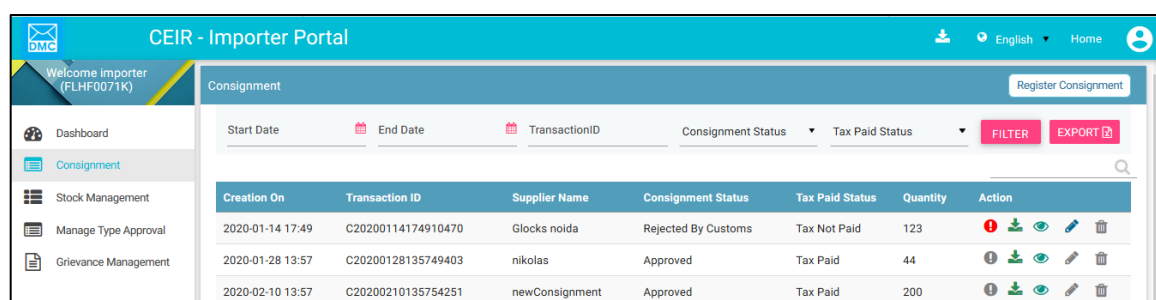 DMC
CEIR - Importer Portal
English
Home
Welcome importer
(FLHF0071K)
Dashboard
Consignment
Stock Management
Manage Type Approval
Grievance Management
Consignment
Register Consignment
Start Date
End Date
TransactionID
Consignment Status
Tax Paid Status
FILTER
EXPORT
Creation On Transaction ID Supplier Name Consignment Status Tax Paid Status Quantity Action
2020-01-14 17:49 C20200114174910470 Glocks noida Rejected By Customs Tax Not Paid 123
2020-01-28 13:57 C20200128135749403 nikolas Approved Tax Paid 44
2020-02-10 13:57 C20200210135754251 newConsignment Approved Tax Paid 200